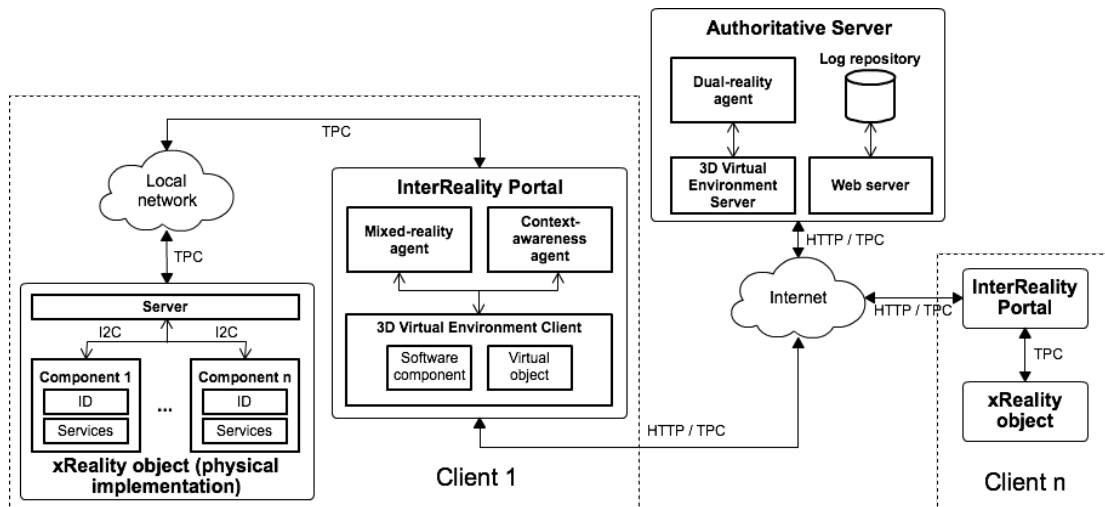 Authoritative Server
Dual-reality
agent
Log repository
3D Virtual
Environment
Server
Web server
HTTP / TPC
Internet
TPC
Local
network
TPC
InterReality Portal
Mixed-reality
agent
Context-
awareness
agent
3D Virtual Environment Client
Software
component
Virtual
object
HTTP / TPC
Client 1
Server
I2C
I2C
Component 1
ID
Services
...
Component n
ID
Services
xReality object (physical
implementation)
HTTP / TPC
InterReality
Portal
TPC
xReality
object
Client n